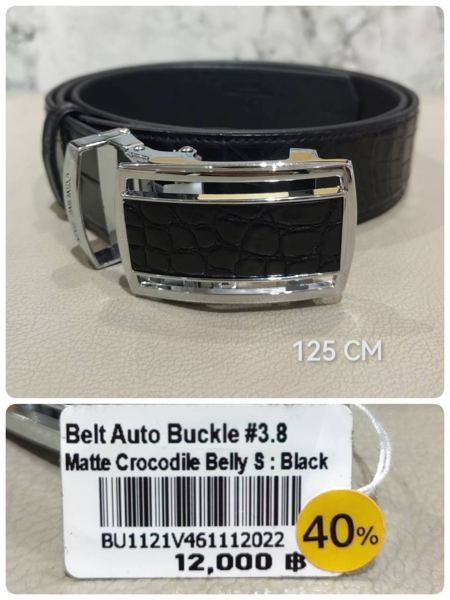 125 CM
Belt Auto Buckle #3.8
Matte Crocodile Belly S : Black
BU1121V461112022
12,000 ฿
40%